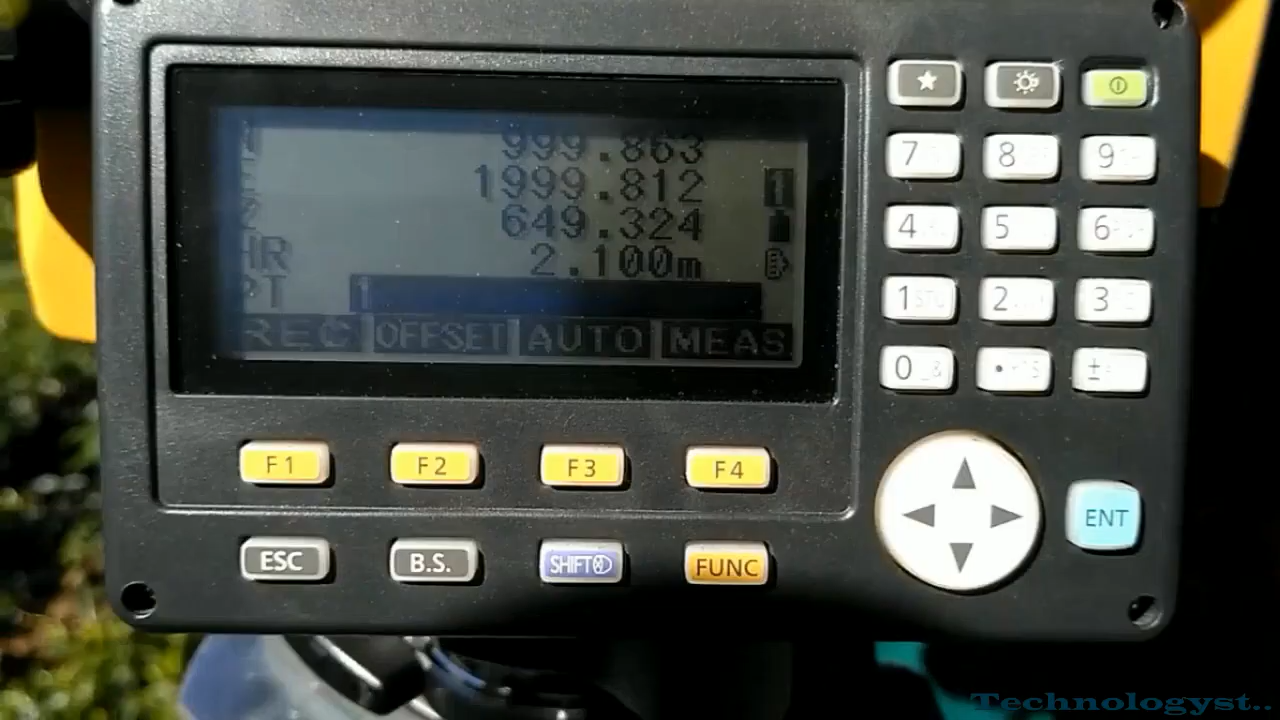 999.863
1999.812
649.324
HR 2.100m
PT 1
REC OFFSET AUTO MEAS
7 8 9
4 5 6
1STU 2 3
0 .
±
F1 F2 F3 F4
ESC B.S. SHIFT FUNC
ENT
Technologyst..